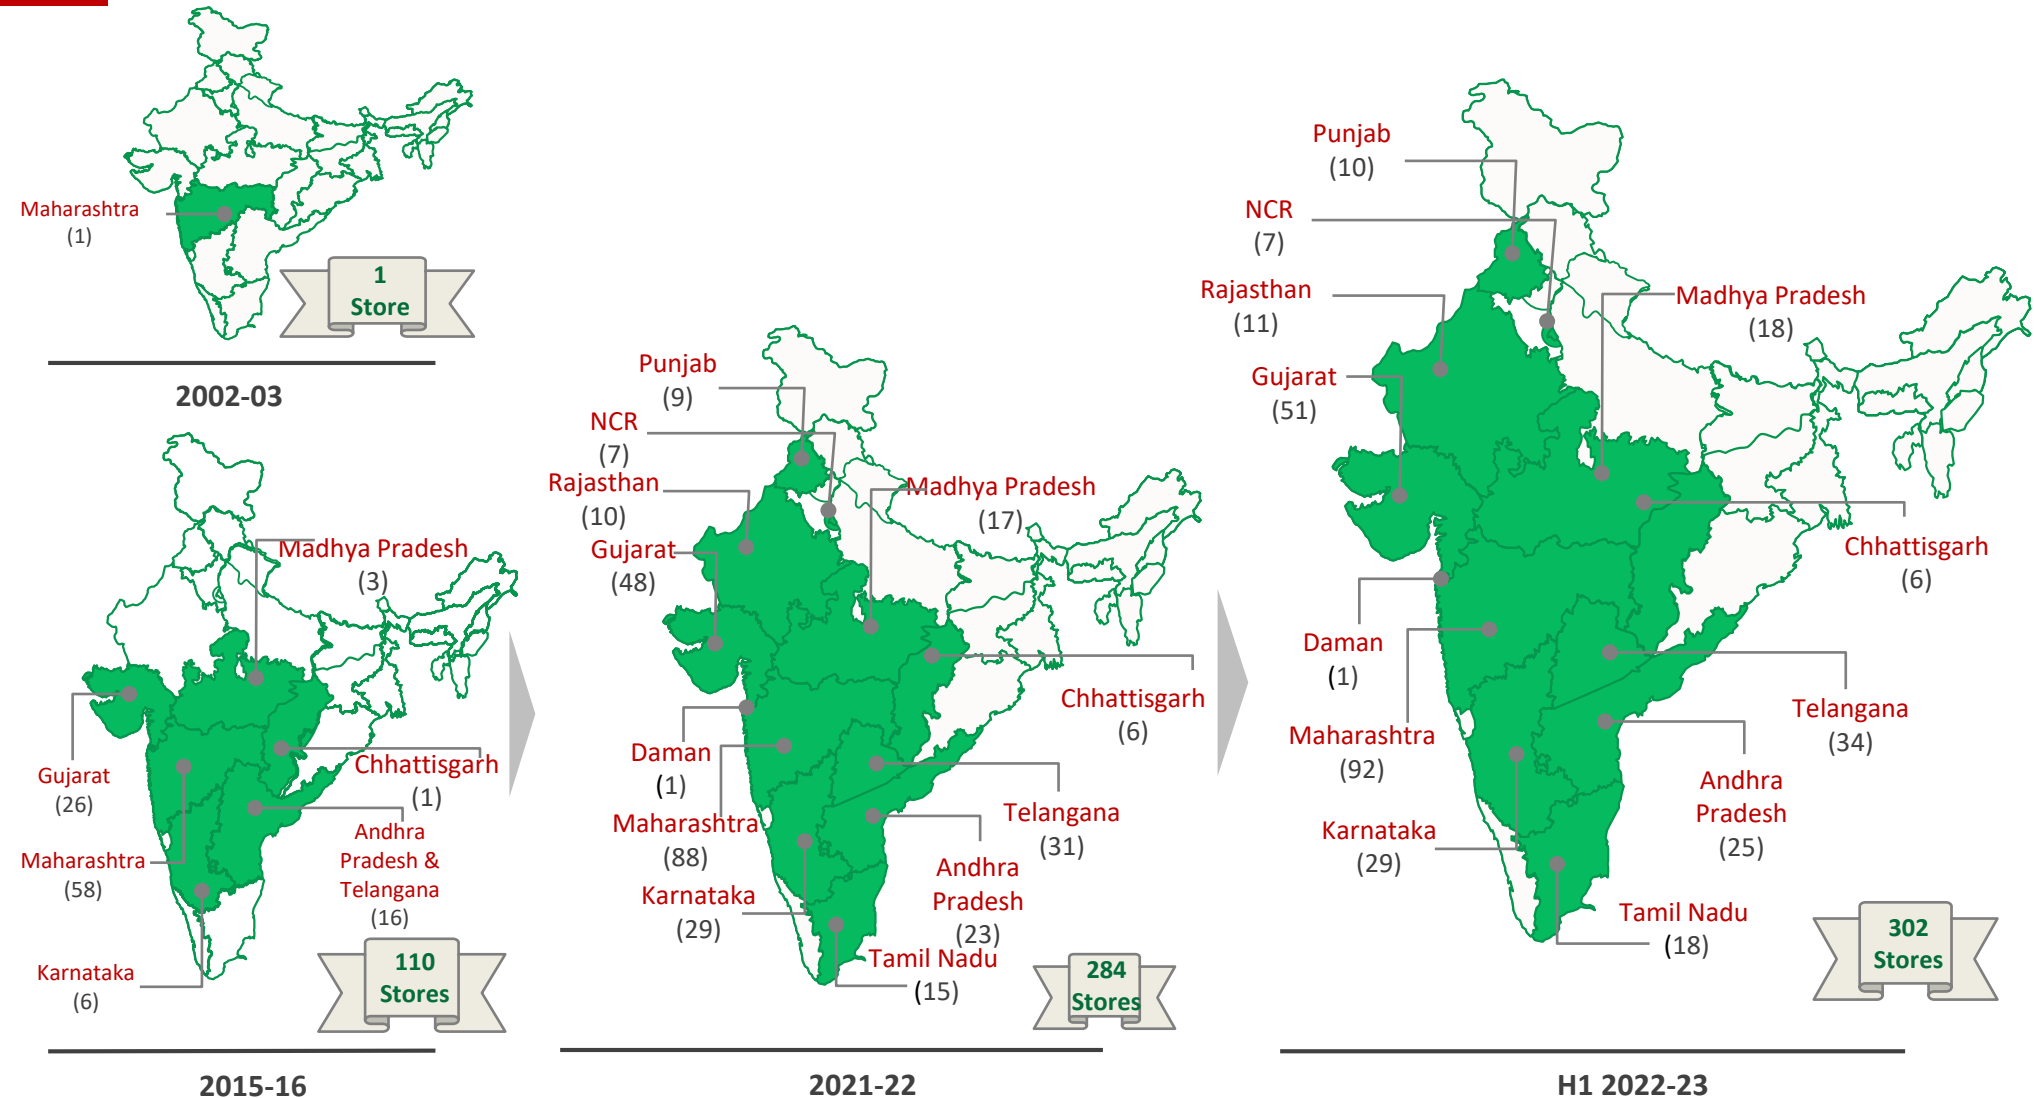 Maharashtra
(1)
1
Store
2002-03
Madhya Pradesh
(3)
Gujarat
(26)
Chhattisgarh
(1)
Maharashtra
(58)
Andhra
Pradesh &
Telangana
(16)
Karnataka
(6)
110
Stores
2015-16
Punjab
(9)
NCR
(7)
Rajasthan
(10)
Madhya Pradesh
(17)
Gujarat
(48)
Chhattisgarh
(6)
Daman
(1)
Maharashtra
(88)
Telangana
(31)
Karnataka
(29)
Andhra
Pradesh
(23)
Tamil Nadu
(15)
284
Stores
2021-22
Punjab
(10)
NCR
(7)
Rajasthan
(11)
Madhya Pradesh
(18)
Gujarat
(51)
Chhattisgarh
(6)
Daman
(1)
Maharashtra
(92)
Telangana
(34)
Andhra
Pradesh
(25)
Karnataka
(29)
Tamil Nadu
(18)
302
Stores
H1 2022-23